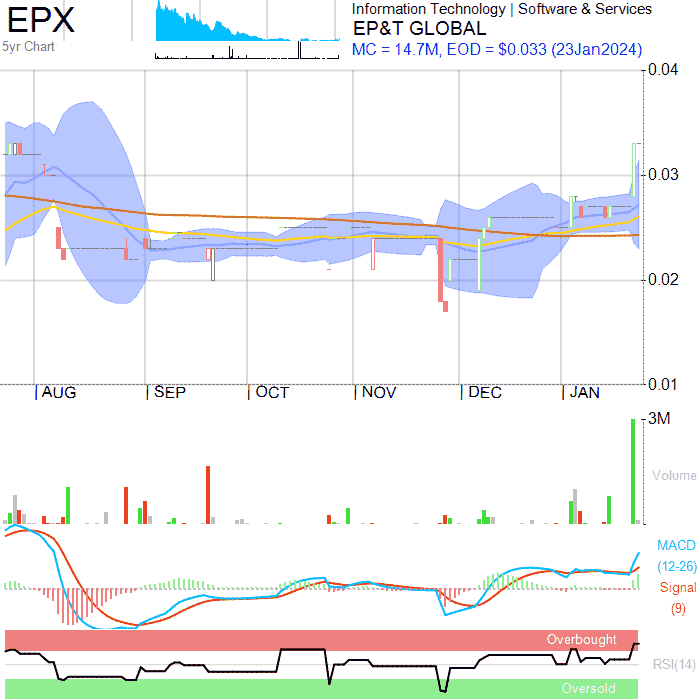 EPX
5yr Chart
Information Technology | Software & Services
EP&T GLOBAL
MC = 14.7M, EOD = $0.033 (23Jan2024)
0.04
0.03
0.02
0.01
| AUG | SEP | OCT | NOV | DEC | JAN
3M
Volume
MACD
(12-26)
Signal
(9)
Overbought
RSI(14)
Oversold